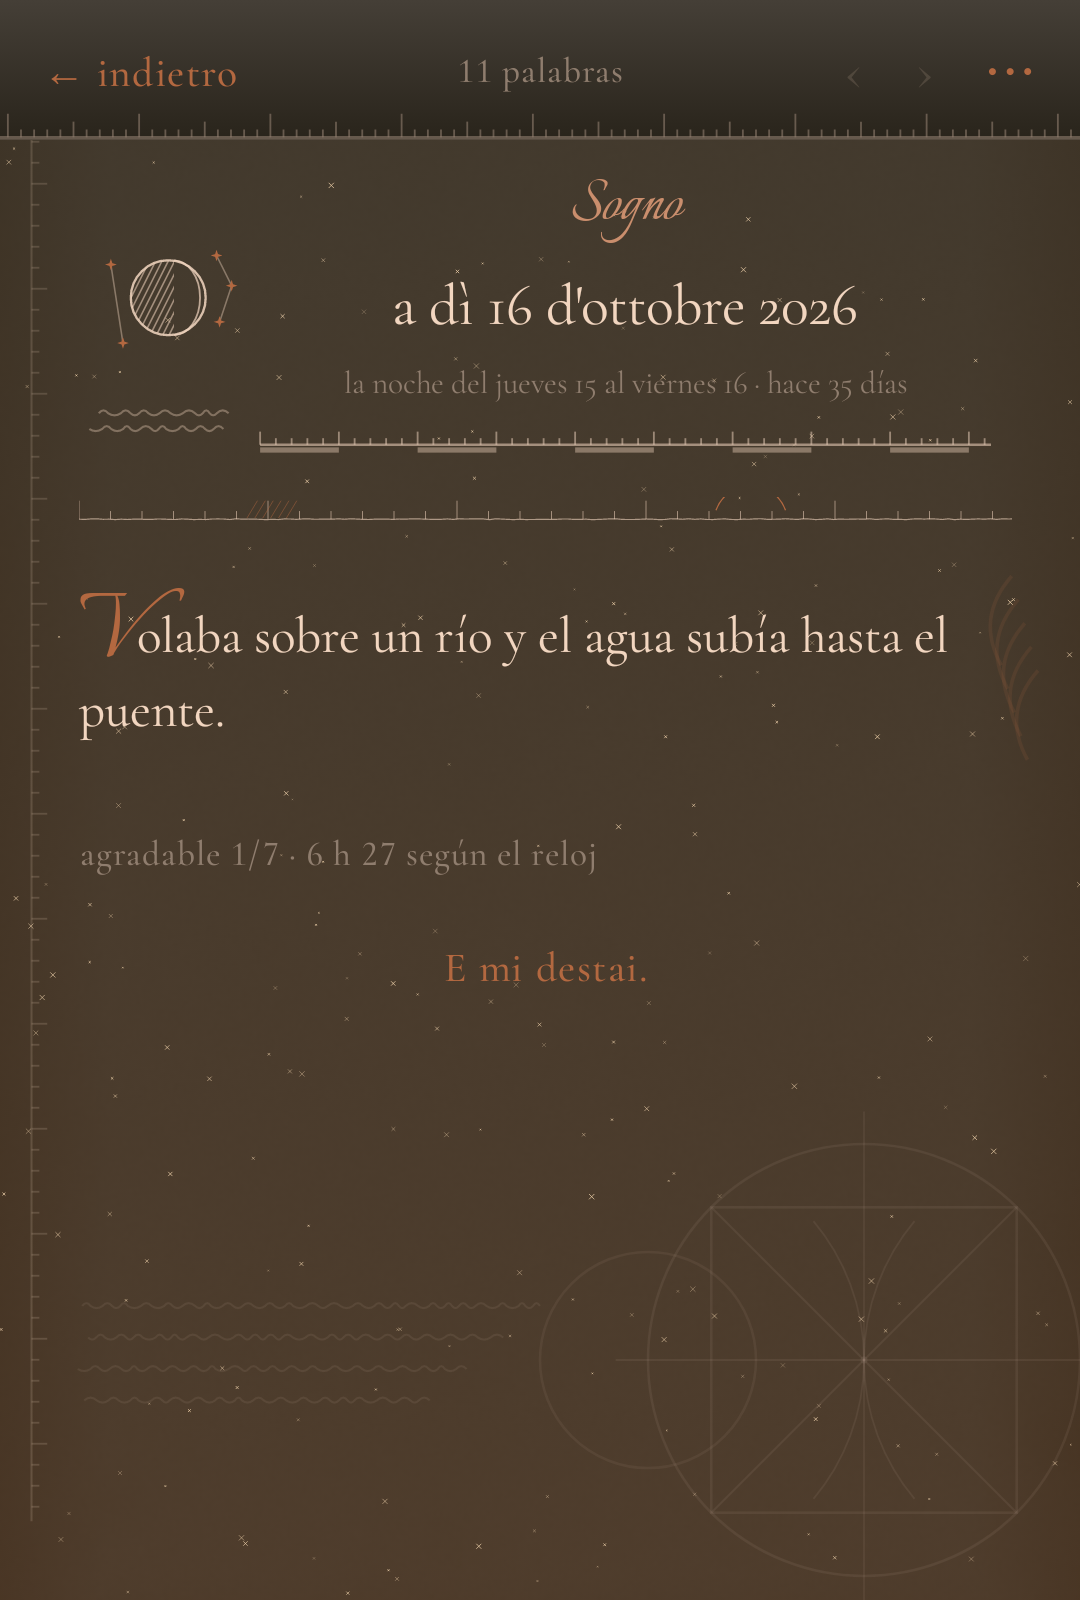 ← indietro
11 palabras
‹ ›
•••
Sogno
a dì 16 d'ottobre 2026
la noche del jueves 15 al viernes 16 · hace 35 días
Volaba sobre un río y el agua subía hasta el
puente.
agradable 1/7 · 6 h 27 según el reloj
E mi destai.